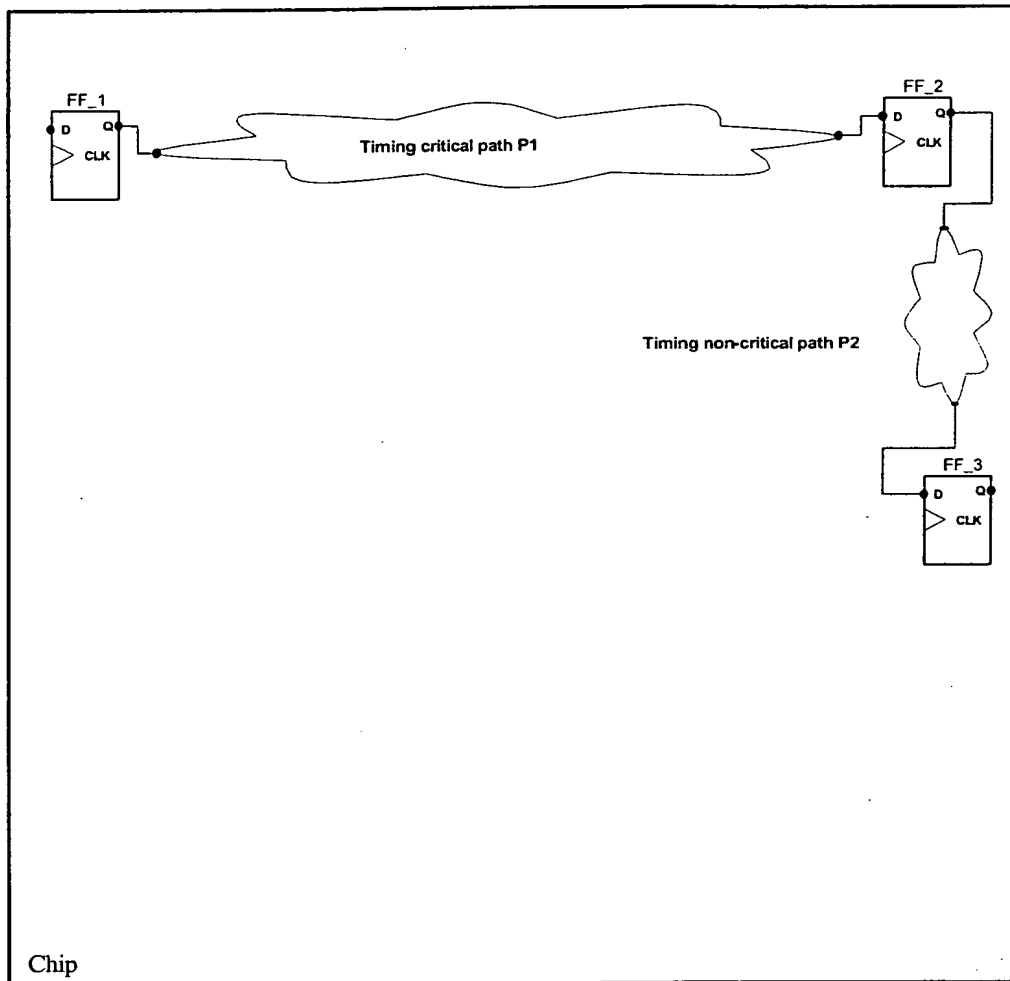 FF_1
D Q
CLK
Timing critical path P1
FF_2
D Q
CLK
Timing non-critical path P2
FF_3
D Q
CLK
Chip